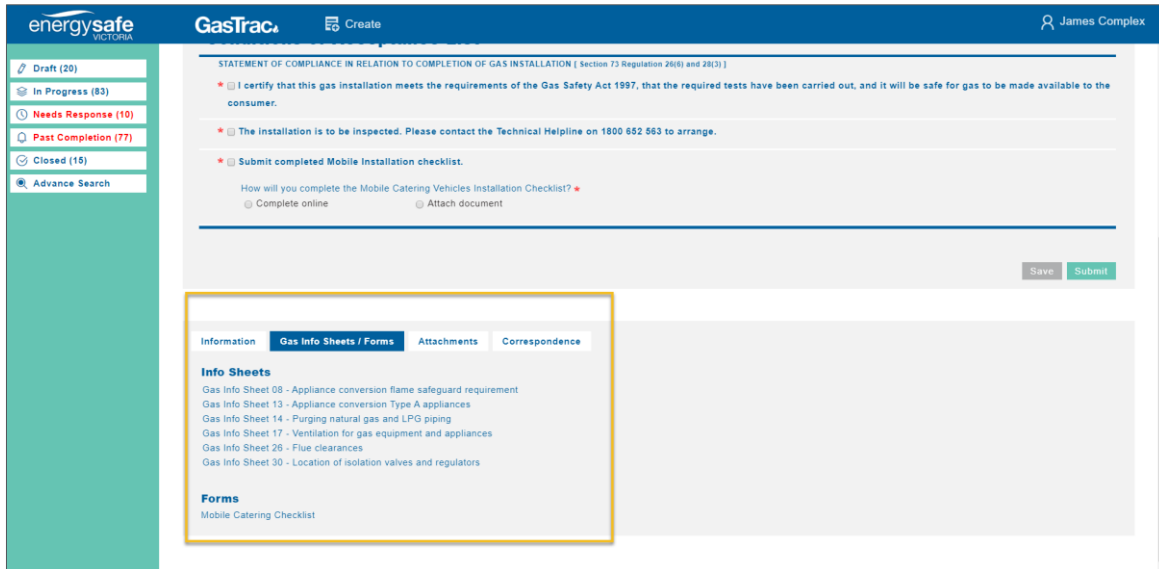 energysafe
VICTORIA
GasTrac
Create
James Complex
Draft (20)
In Progress (83)
Needs Response (10)
Past Completion (77)
Closed (15)
Advance Search
STATEMENT OF COMPLIANCE IN RELATION TO COMPLETION OF GAS INSTALLATION [ Section 73 Regulation 26(6) and 28(3) ]
* I certify that this gas installation meets the requirements of the Gas Safety Act 1997, that the required tests have been carried out, and it will be safe for gas to be made available to the
consumer.
* The installation is to be inspected. Please contact the Technical Helpline on 1800 652 563 to arrange.
* Submit completed Mobile Installation checklist.
How will you complete the Mobile Catering Vehicles Installation Checklist? *
Complete online Attach document
Save Submit
Information Gas Info Sheets / Forms Attachments Correspondence
Info Sheets
Gas Info Sheet 08 - Appliance conversion flame safeguard requirement
Gas Info Sheet 13 - Appliance conversion Type A appliances
Gas Info Sheet 14 - Purging natural gas and LPG piping
Gas Info Sheet 17 - Ventilation for gas equipment and appliances
Gas Info Sheet 26 - Flue clearances
Gas Info Sheet 30 - Location of isolation valves and regulators
Forms
Mobile Catering Checklist